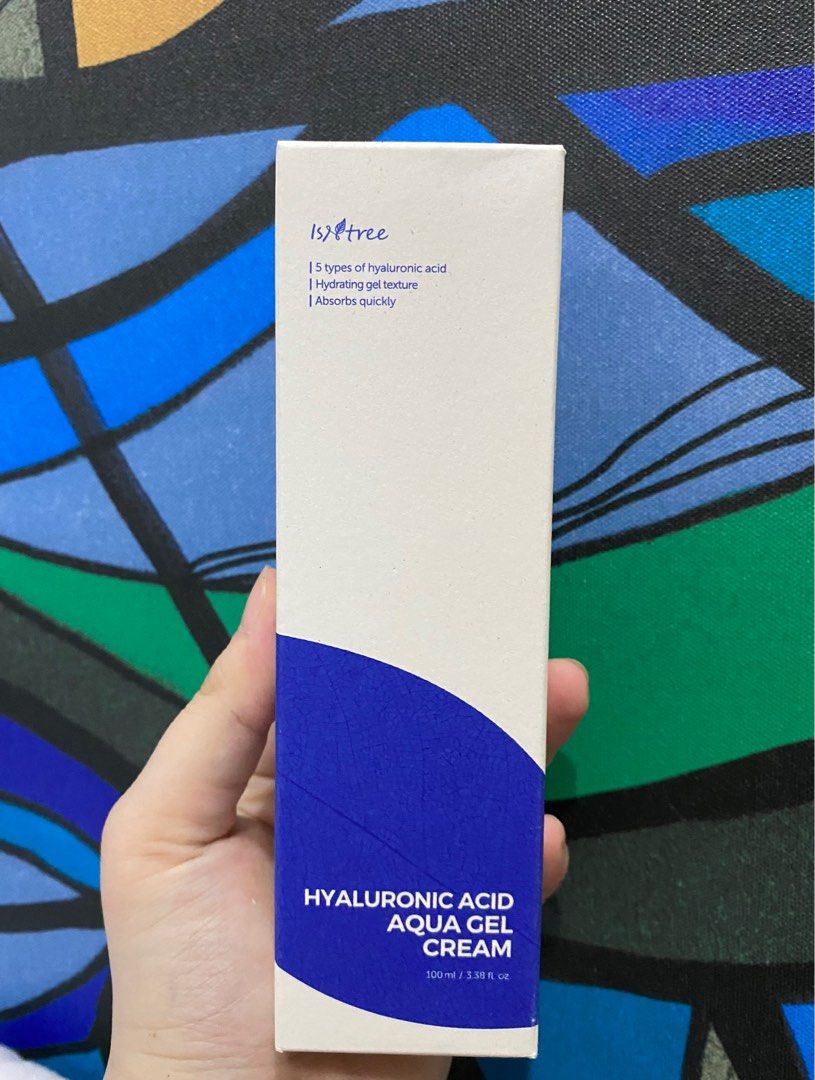 Isntree
5 types of hyaluronic acid
Hydrating gel texture
Absorbs quickly
HYALURONIC ACID
AQUA GEL
CREAM
100 ml / 3.38 fl. oz.